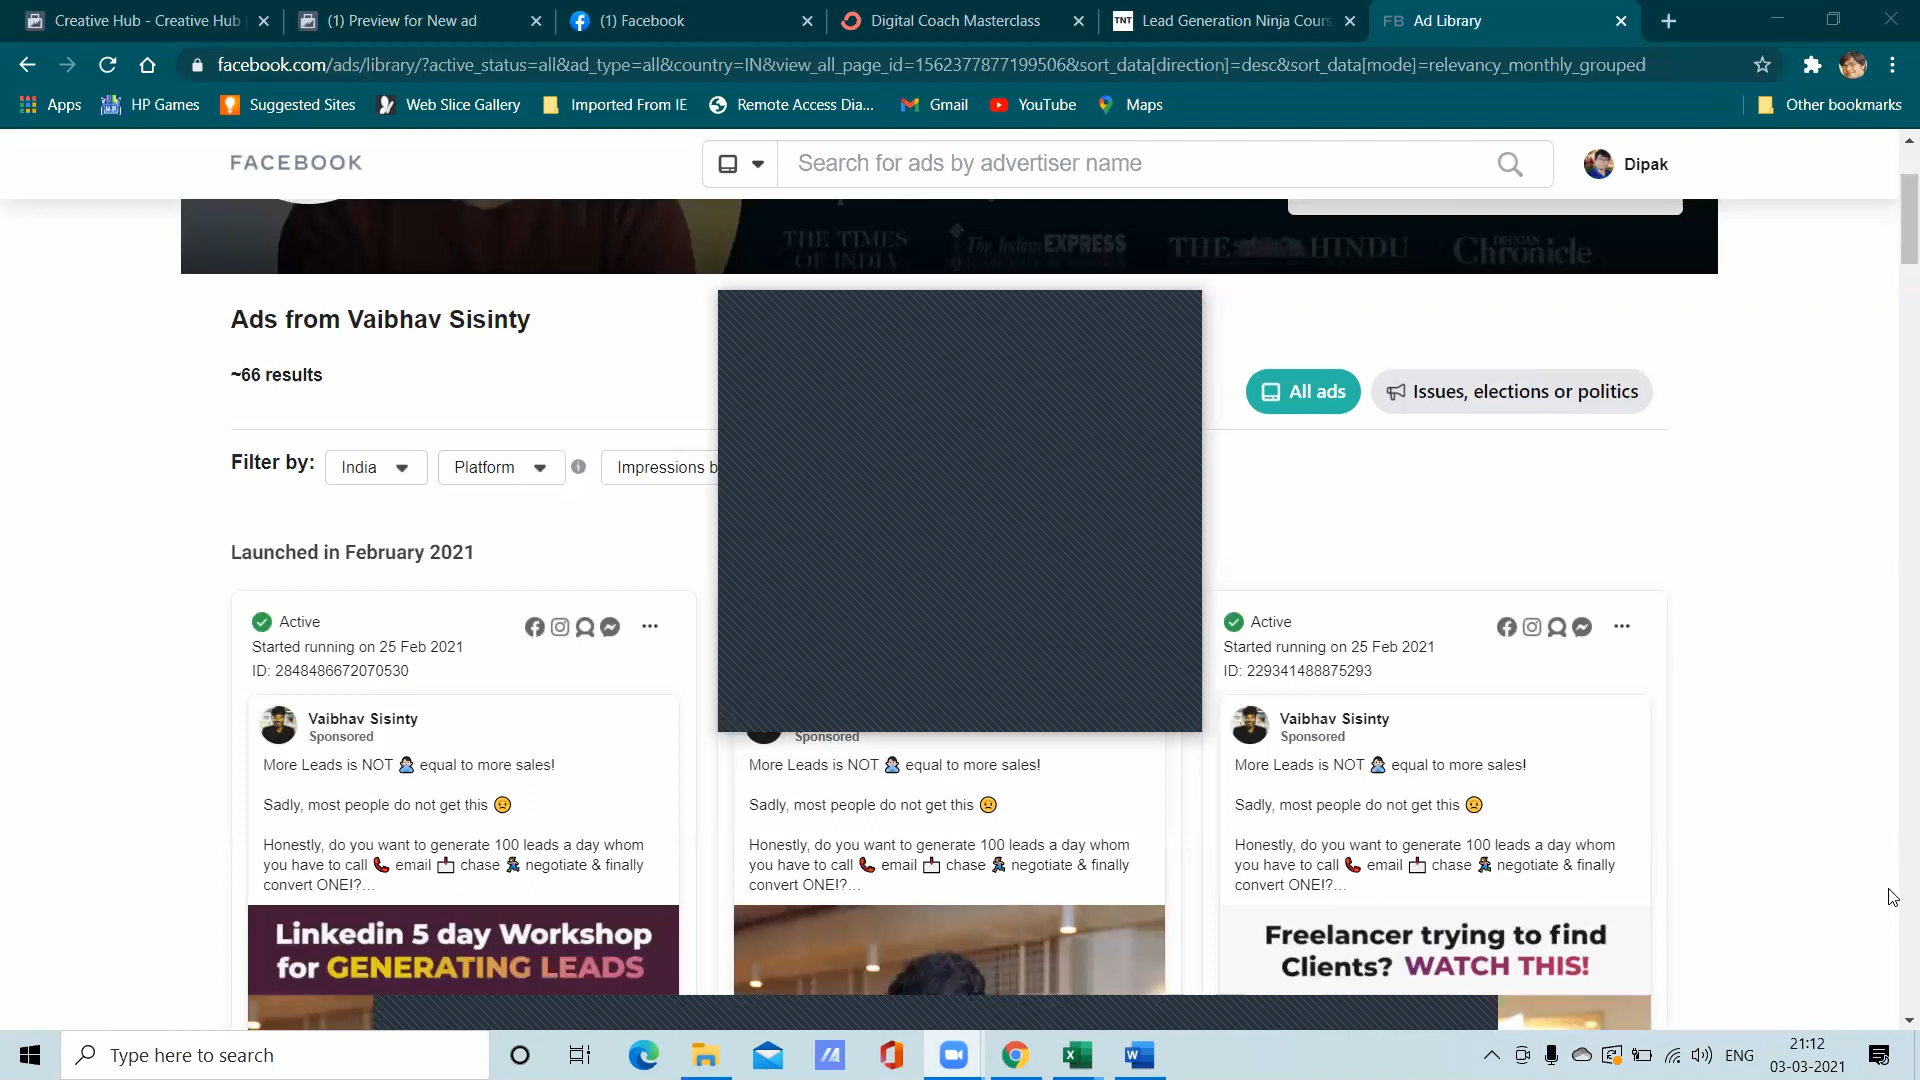 Creative Hub - Creative Hub
(1) Preview for New ad
(1) Facebook
Digital Coach Masterclass
TNT Lead Generation Ninja Cours
FB Ad Library
facebook.com/ads/library/?active_status=all&ad_type=all&country=IN&view_all_page_id=1562377877199506&sort_data[direction]=desc&sort_data[mode]=relevancy_monthly_grouped
Apps HP Games Suggested Sites Web Slice Gallery Imported From IE Remote Access Dia... Gmail YouTube Maps Other bookmarks
FACEBOOK
Search for ads by advertiser name
Dipak
THE TIMES OF INDIA
The Indian EXPRESS
THE HINDU
Deccan Chronicle
Ads from Vaibhav Sisinty
~66 results
All ads
Issues, elections or politics
Filter by: India Platform Impressions b
Launched in February 2021
Active
Started running on 25 Feb 2021
ID: 2848486672070530
Vaibhav Sisinty
Sponsored
More Leads is NOT 🤷🏻 equal to more sales!
Sadly, most people do not get this 😟
Honestly, do you want to generate 100 leads a day whom
you have to call 📞 email 📩 chase 🏃 negotiate & finally
convert ONE!?...
Linkedin 5 day Workshop
for GENERATING LEADS
Sponsored
More Leads is NOT 🤷🏻 equal to more sales!
Sadly, most people do not get this 😟
Honestly, do you want to generate 100 leads a day whom
you have to call 📞 email 📩 chase 🏃 negotiate & finally
convert ONE!?...
Active
Started running on 25 Feb 2021
ID: 229341488875293
Vaibhav Sisinty
Sponsored
More Leads is NOT 🤷🏻 equal to more sales!
Sadly, most people do not get this 😟
Honestly, do you want to generate 100 leads a day whom
you have to call 📞 email 📩 chase 🏃 negotiate & finally
convert ONE!?...
Freelancer trying to find
Clients? WATCH THIS!
Type here to search
ENG
21:12
03-03-2021